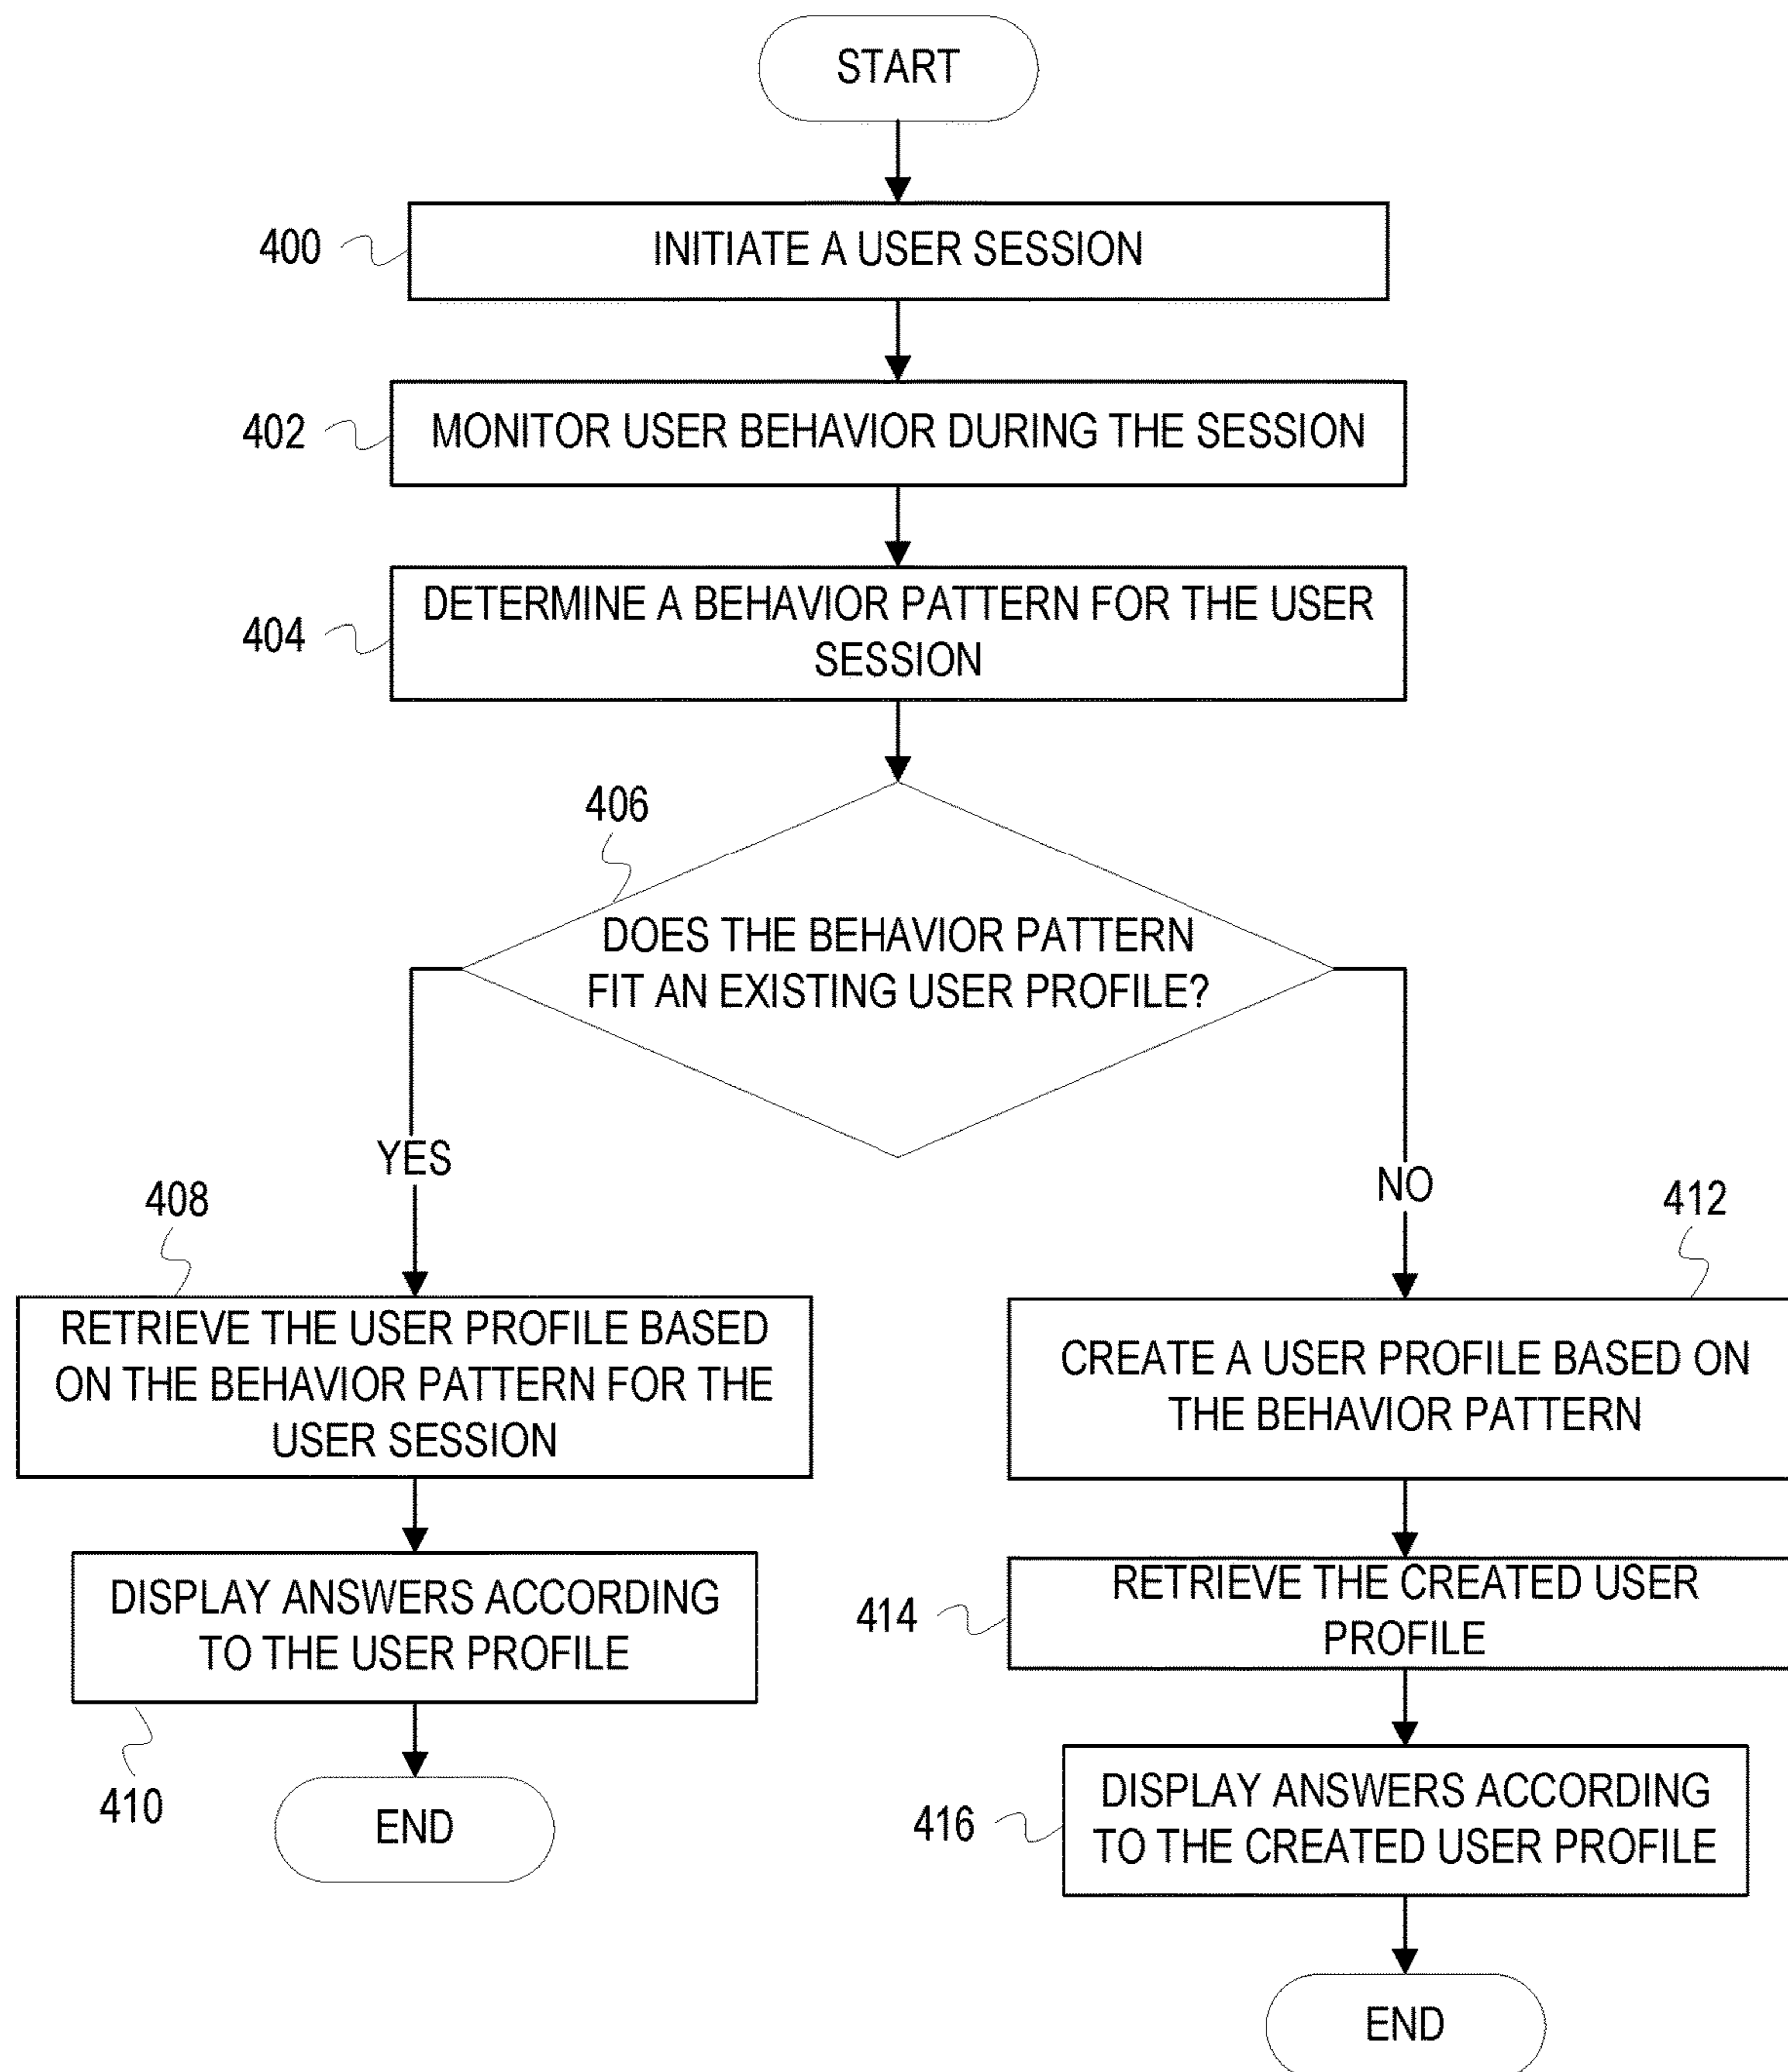 START
400
INITIATE A USER SESSION
402
MONITOR USER BEHAVIOR DURING THE SESSION
404
DETERMINE A BEHAVIOR PATTERN FOR THE USER
SESSION
406
DOES THE BEHAVIOR PATTERN
FIT AN EXISTING USER PROFILE?
YES
NO
408
RETRIEVE THE USER PROFILE BASED
ON THE BEHAVIOR PATTERN FOR THE
USER SESSION
DISPLAY ANSWERS ACCORDING
TO THE USER PROFILE
410
END
412
CREATE A USER PROFILE BASED ON
THE BEHAVIOR PATTERN
414
RETRIEVE THE CREATED USER
PROFILE
416
DISPLAY ANSWERS ACCORDING
TO THE CREATED USER PROFILE
END